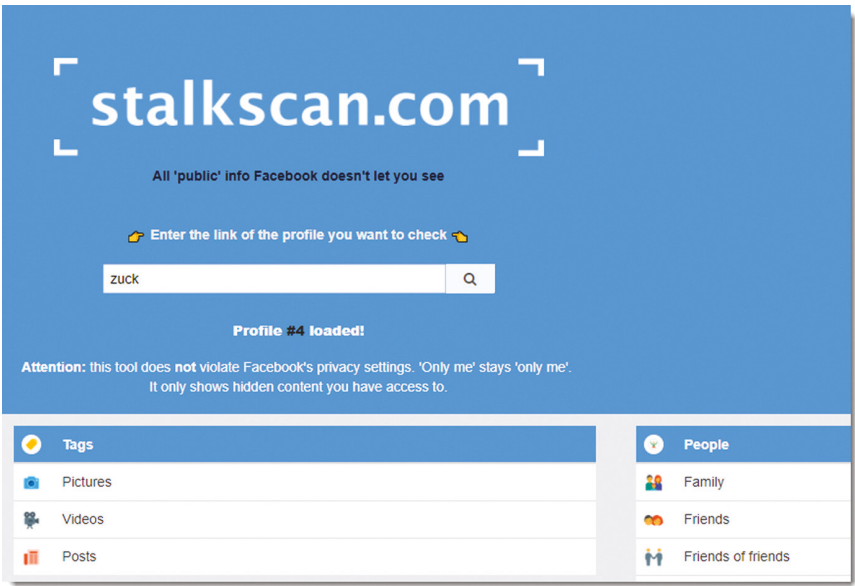 stalkscan.com
All 'public' info Facebook doesn't let you see
Enter the link of the profile you want to check
zuck
Profile #4 loaded!
Attention: this tool does not violate Facebook's privacy settings. 'Only me' stays 'only me'.
It only shows hidden content you have access to.
Tags
Pictures
Videos
Posts
People
Family
Friends
Friends of friends